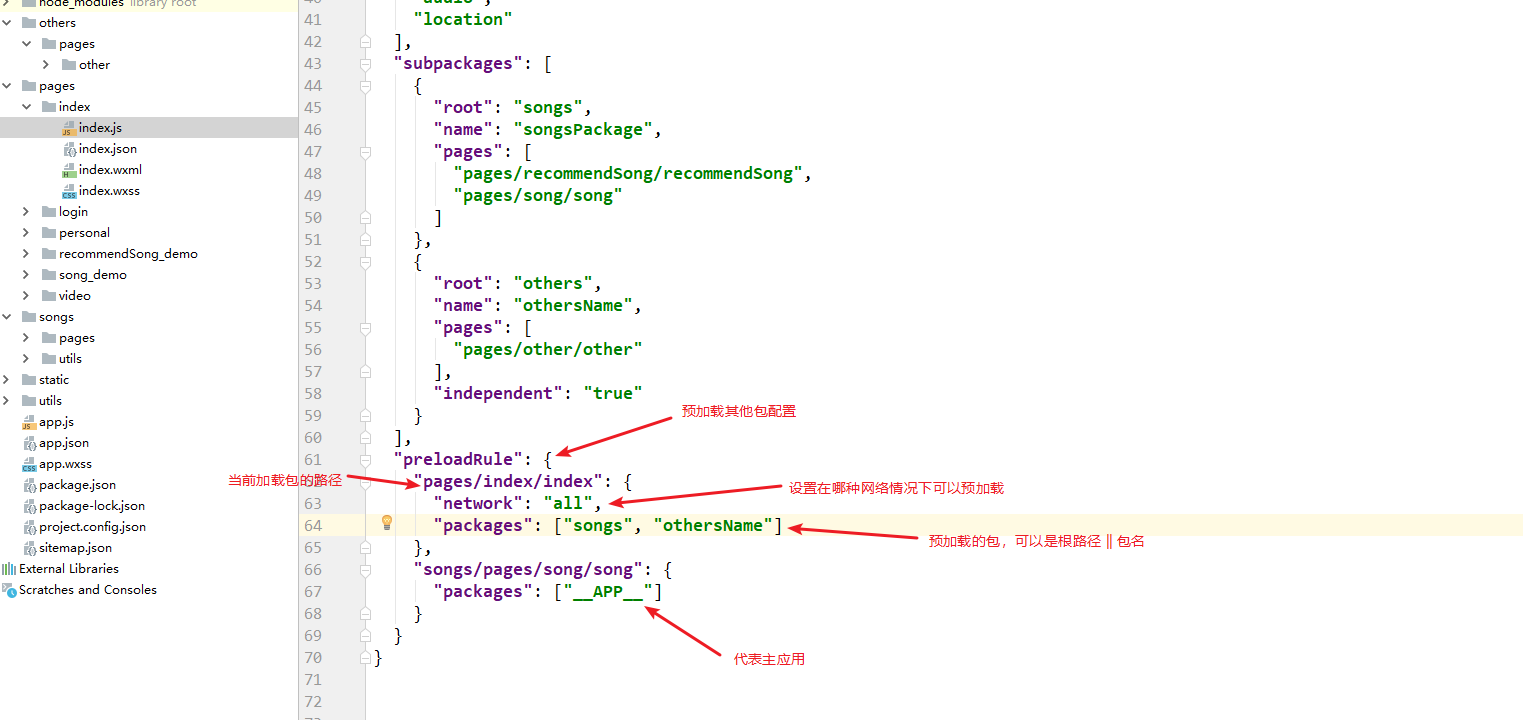 node_modules library root
others
pages
other
pages
index
index.js
index.json
index.wxml
index.wxss
login
personal
recommendSong_demo
song_demo
video
songs
pages
utils
static
utils
app.js
app.json
app.wxss
package.json
package-lock.json
project.config.json
sitemap.json
External Libraries
Scratches and Consoles
40 "audio",
41 "location"
42 ],
43 "subpackages": [
44 {
45 "root": "songs",
46 "name": "songsPackage",
47 "pages": [
48 "pages/recommendSong/recommendSong",
49 "pages/song/song"
50 ]
51 },
52 {
53 "root": "others",
54 "name": "othersName",
55 "pages": [
56 "pages/other/other"
57 ],
58 "independent": "true"
59 }
60 ],
预加载其他包配置
61 "preloadRule": {
当前加载包的路径
"pages/index/index": {
63 "network": "all",
设置在哪种网络情况下可以预加载
64 "packages": ["songs", "othersName"]
预加载的包，可以是根路径 || 包名
65 },
66 "songs/pages/song/song": {
67 "packages": ["__APP__"]
68 }
69 }
代表主应用
70 }
71
72